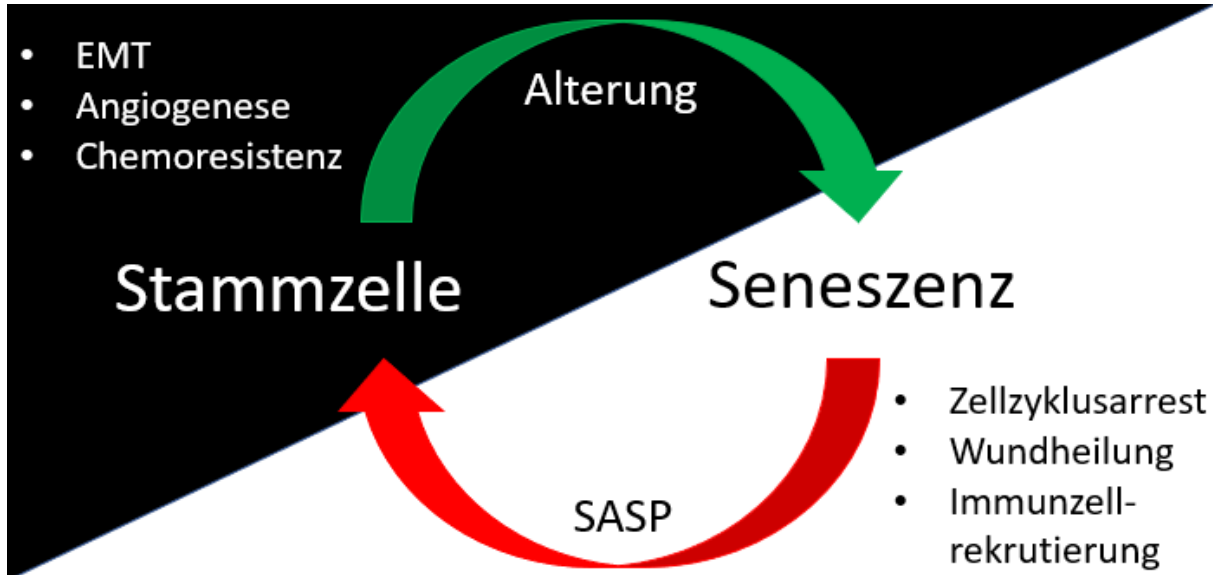 • EMT
• Angiogenese
• Chemoresistenz
Alterung
Stammzelle
Seneszenz
• Zellzyklusarrest
• Wundheilung
• Immunzell-
rekrutierung
SASP